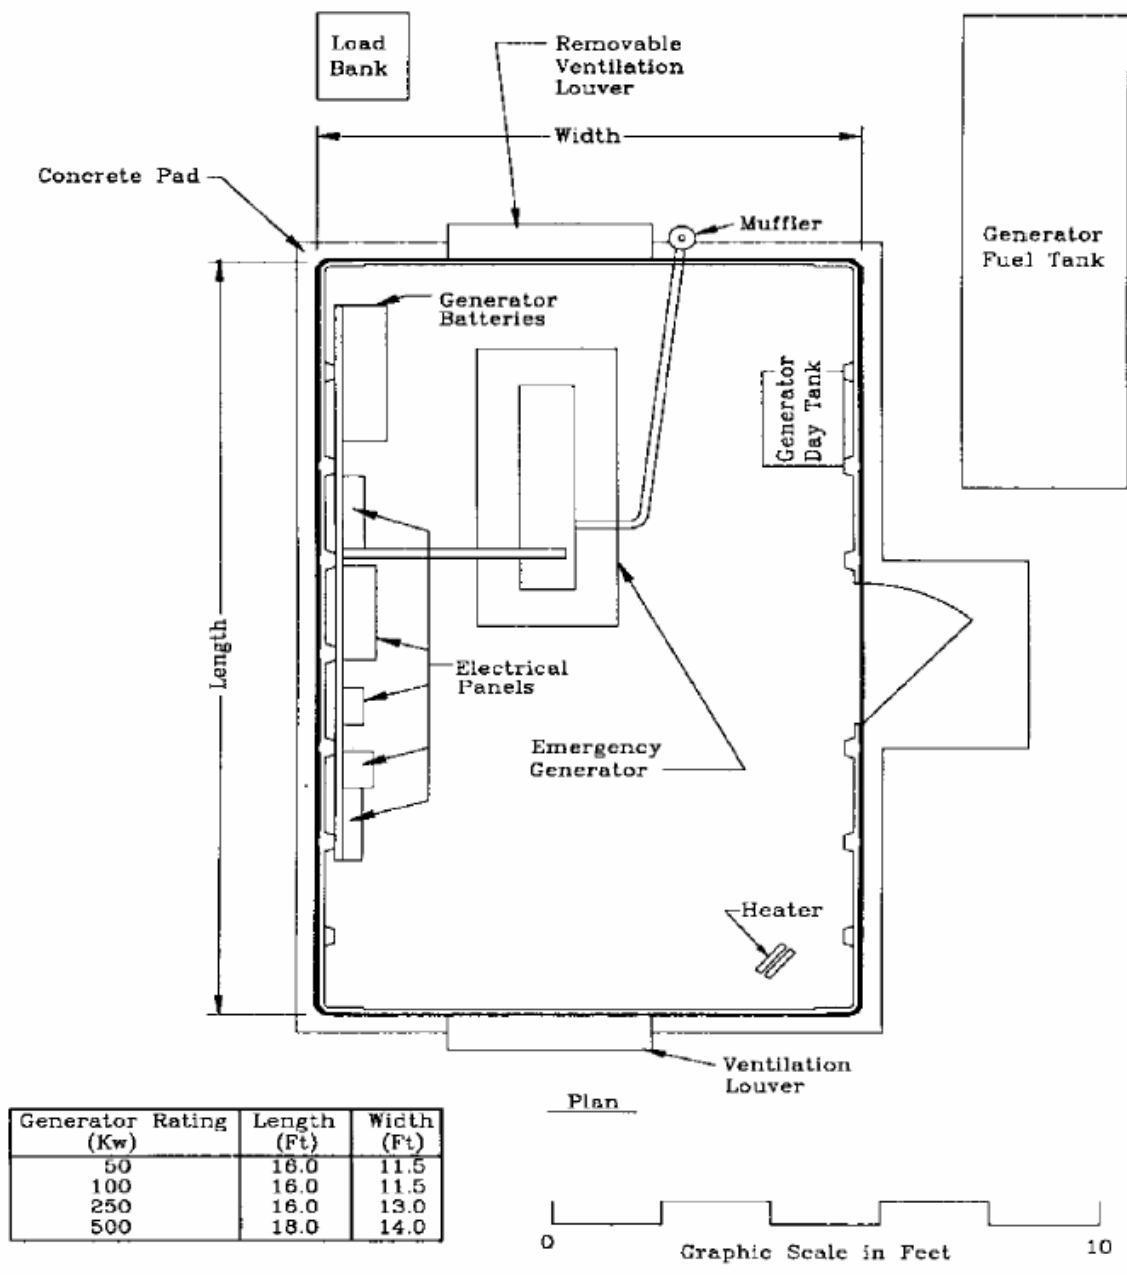 Load
Bank
Removable
Ventilation
Louver
Width
Concrete Pad
Muffler
Generator
Fuel Tank
Generator
Batteries
Generator
Day Tank
Length
Electrical
Panels
Emergency
Generator
Heater
Ventilation
Louver
Plan
Generator Rating (Kw) Length (Ft) Width (Ft)
50 16.0 11.5
100 16.0 11.5
250 16.0 13.0
500 18.0 14.0
0 10
Graphic Scale in Feet